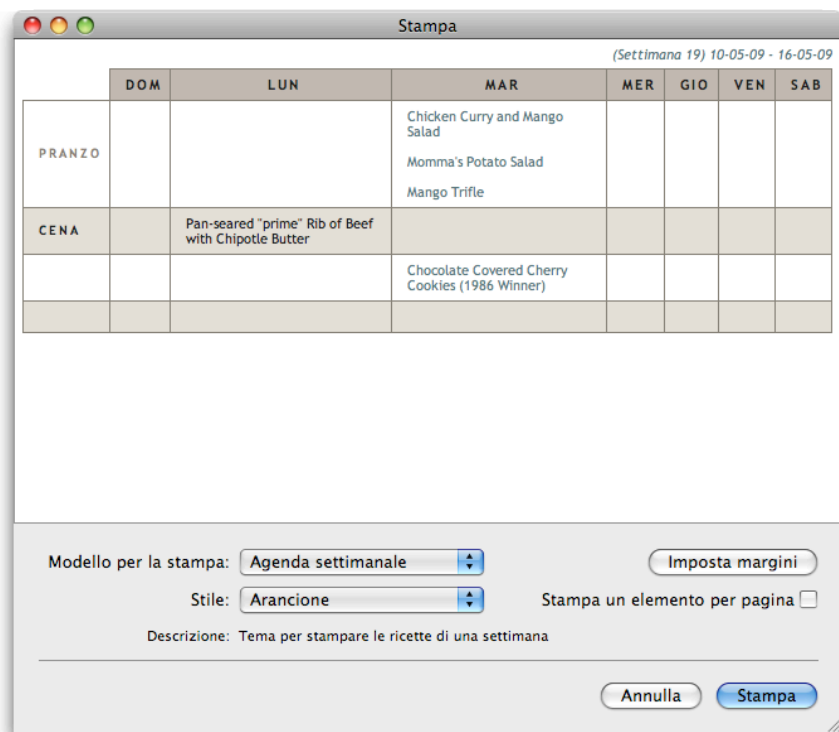 Stampa
(Settimana 19) 10-05-09 - 16-05-09
DOM LUN MAR MER GIO VEN SAB
PRANZO
Chicken Curry and Mango
Salad
Momma's Potato Salad
Mango Trifle
CENA
Pan-seared "prime" Rib of Beef
with Chipotle Butter
Chocolate Covered Cherry
Cookies (1986 Winner)
Modello per la stampa: Agenda settimanale
Imposta margini
Stile: Arancione
Stampa un elemento per pagina
Descrizione: Tema per stampare le ricette di una settimana
Annulla Stampa